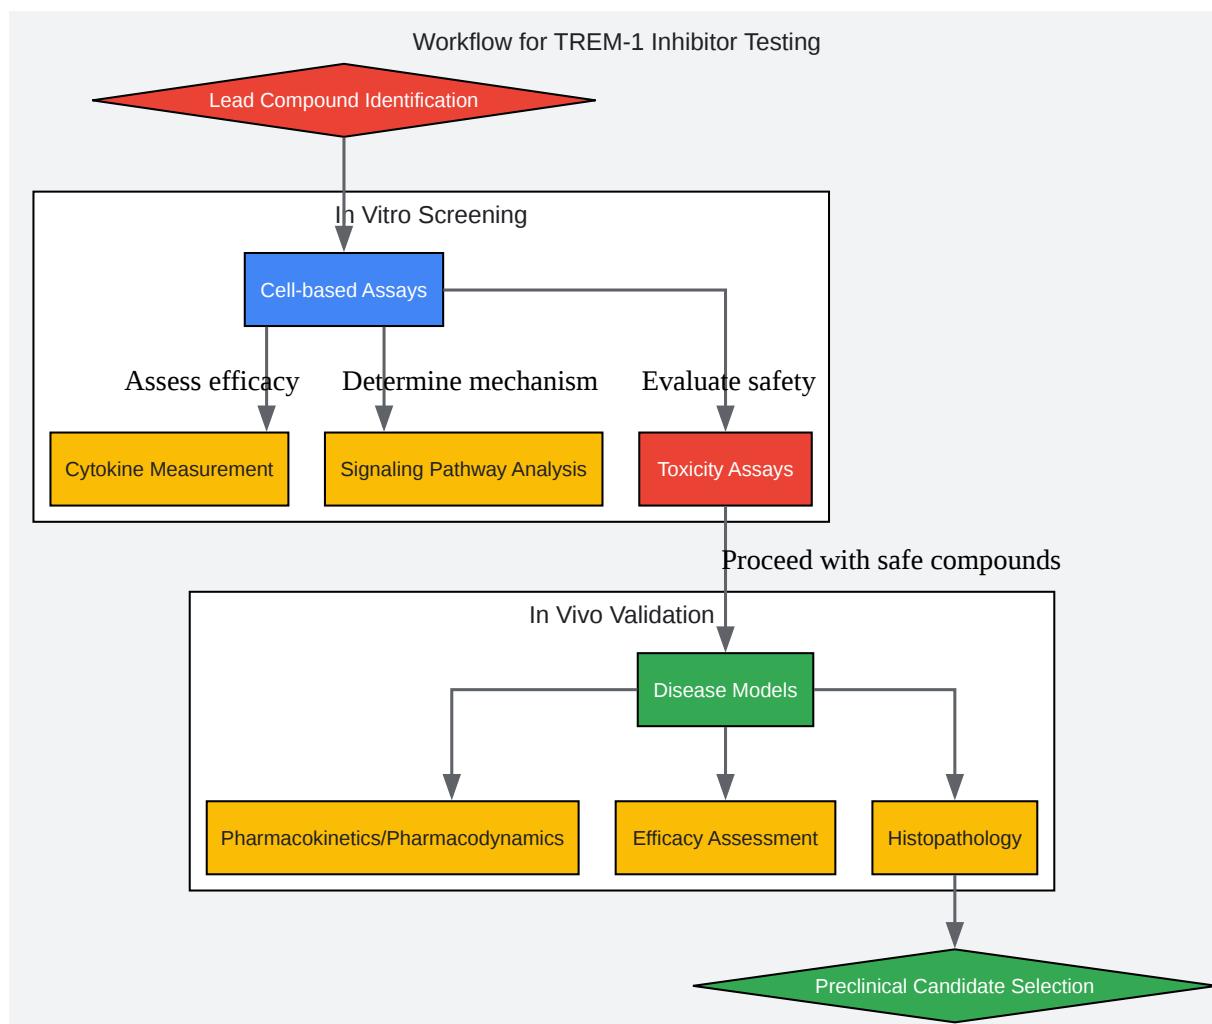 Workflow for TREM-1 Inhibitor Testing
Lead Compound Identification
In Vitro Screening
Cell-based Assays
Assess efficacy
Determine mechanism
Evaluate safety
Cytokine Measurement
Signaling Pathway Analysis
Toxicity Assays
Proceed with safe compounds
In Vivo Validation
Disease Models
Pharmacokinetics/Pharmacodynamics
Efficacy Assessment
Histopathology
Preclinical Candidate Selection